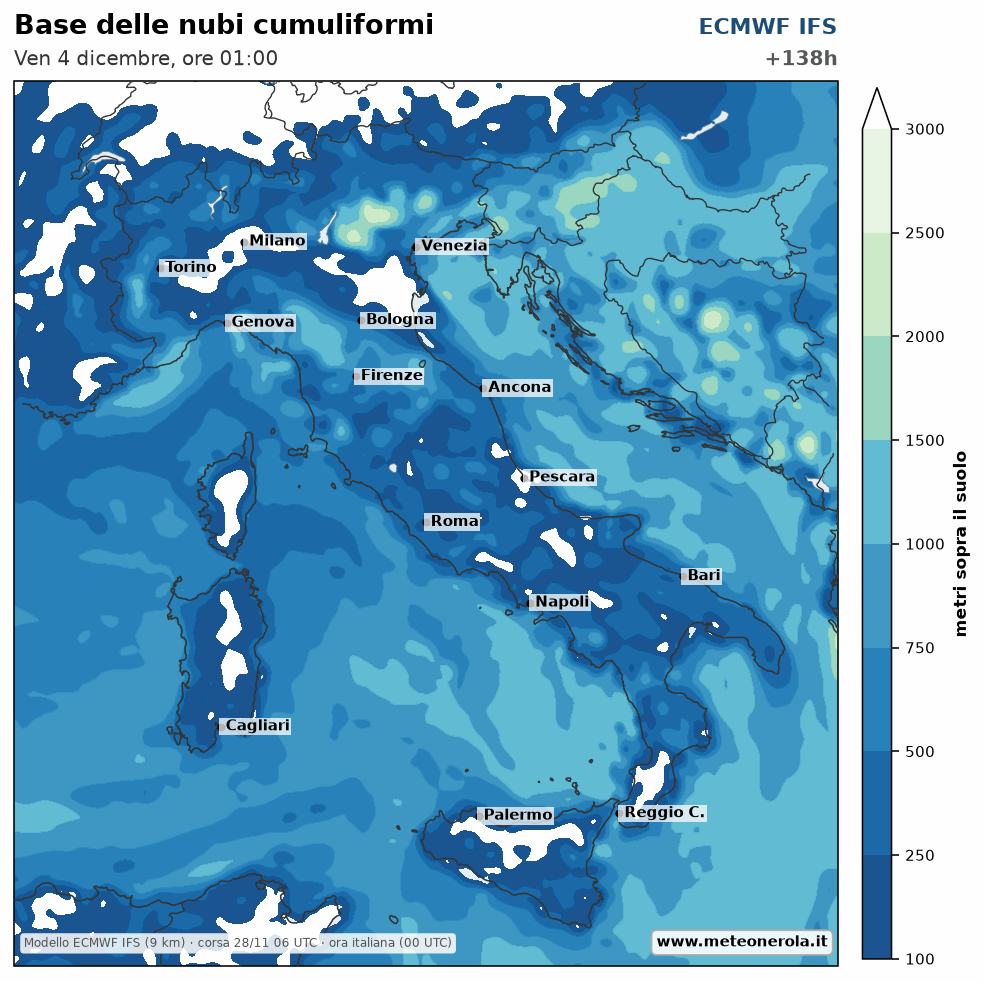 Base delle nubi cumuliformi
ECMWF IFS
Ven 4 dicembre, ore 01:00
+138h
Milano
Venezia
Torino
Genova
Bologna
Firenze
Ancona
Pescara
Roma
Bari
Napoli
Cagliari
Palermo
Reggio C.
3000
2500
2000
1500
1000
750
500
250
100
metri sopra il suolo
Modello ECMWF IFS (9 km) · corsa 28/11 06 UTC · ora italiana (00 UTC)
www.meteonerola.it